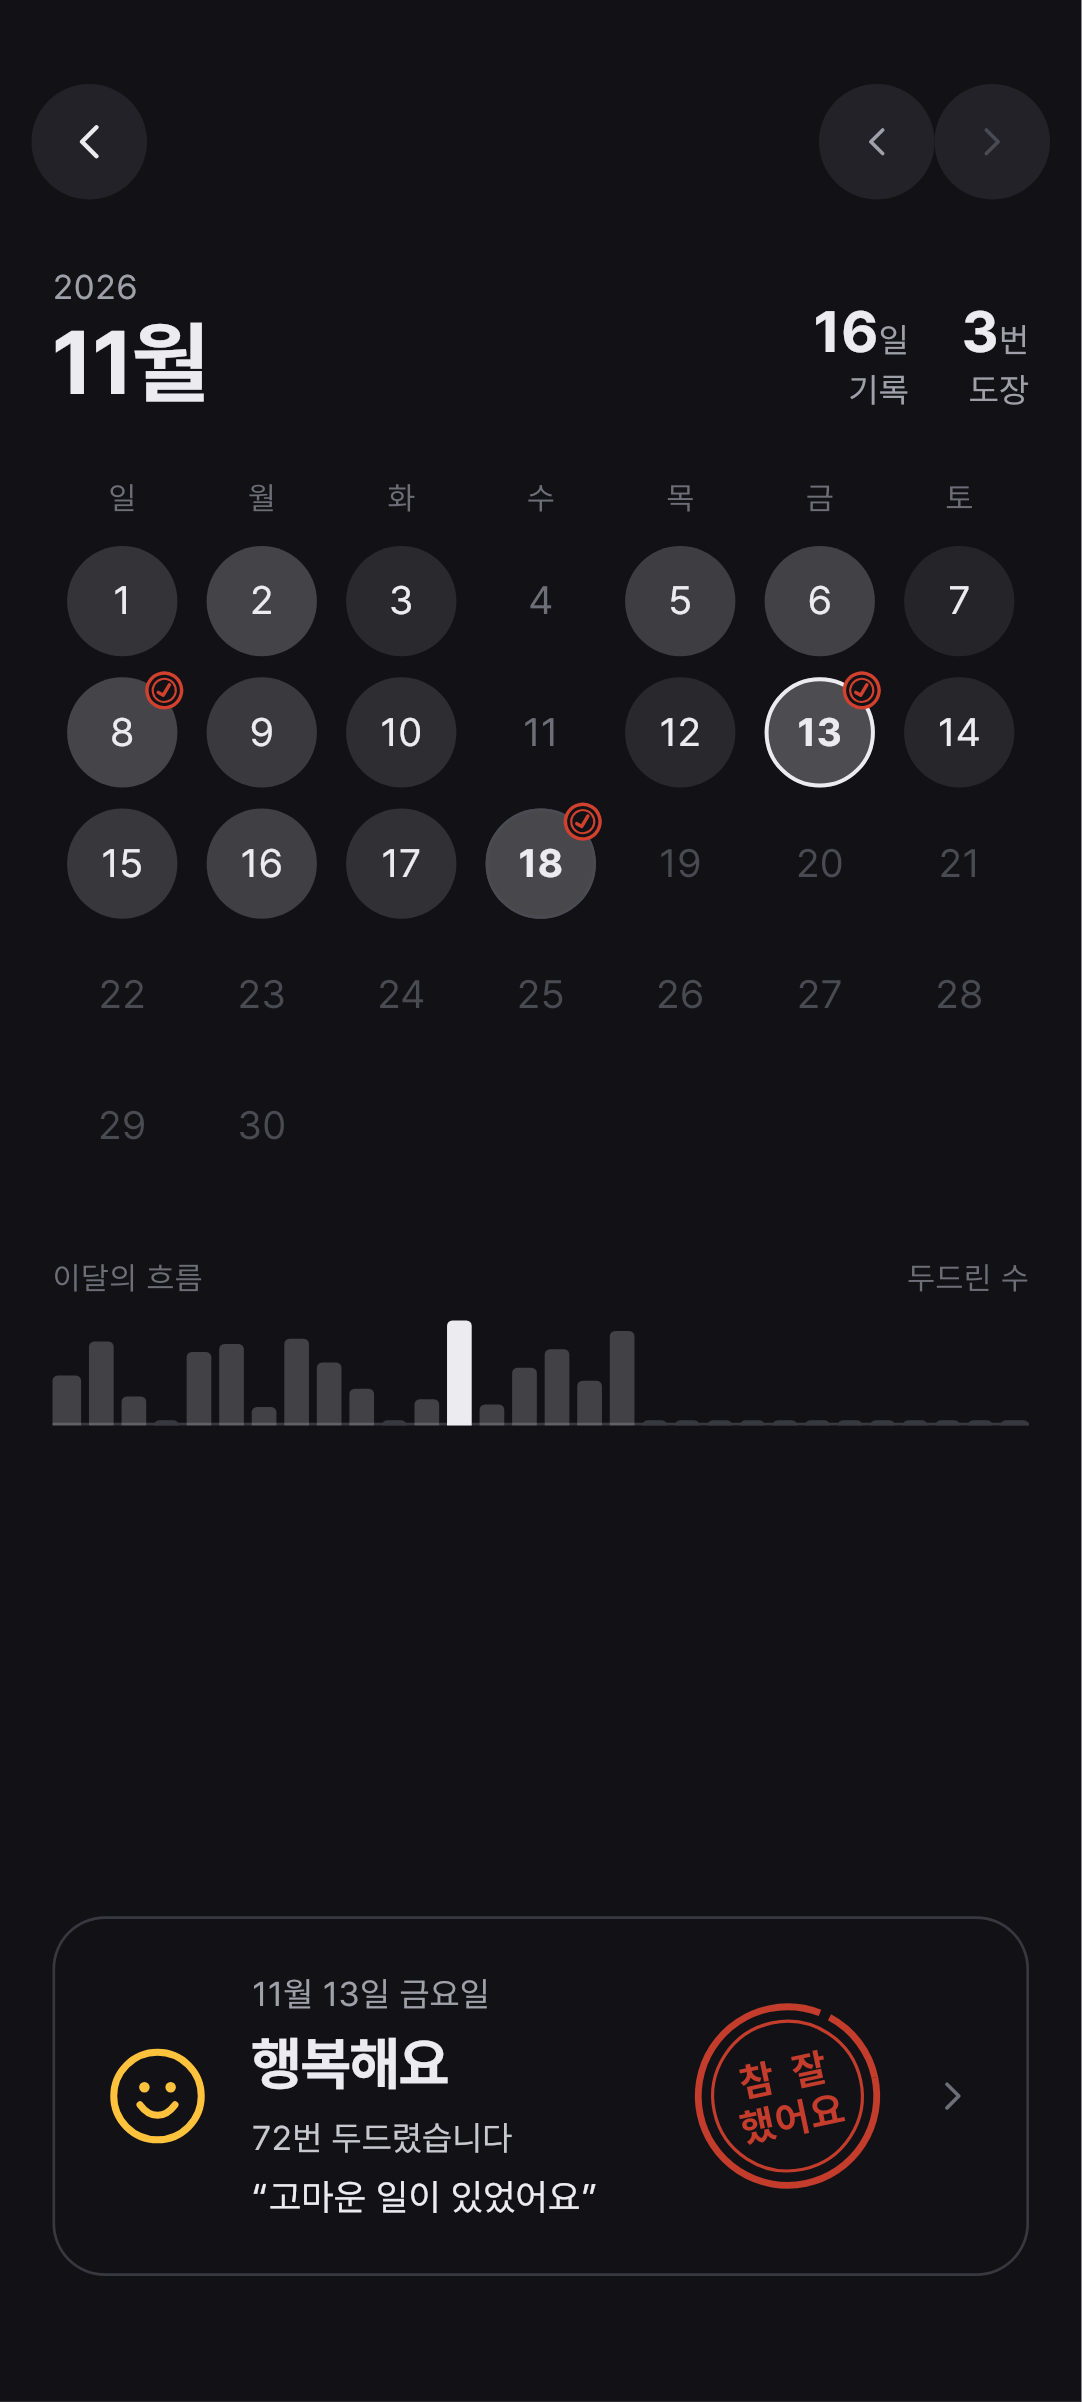 2026
11월
16일 3번
기록 도장
일 월 화 수 목 금 토
1 2 3 4 5 6 7
8 9 10 11 12 13 14
15 16 17 18 19 20 21
22 23 24 25 26 27 28
29 30
이달의 흐름 두드린 수
11월 13일 금요일
행복해요
72번 두드렸습니다
“고마운 일이 있었어요”
참 잘
했어요